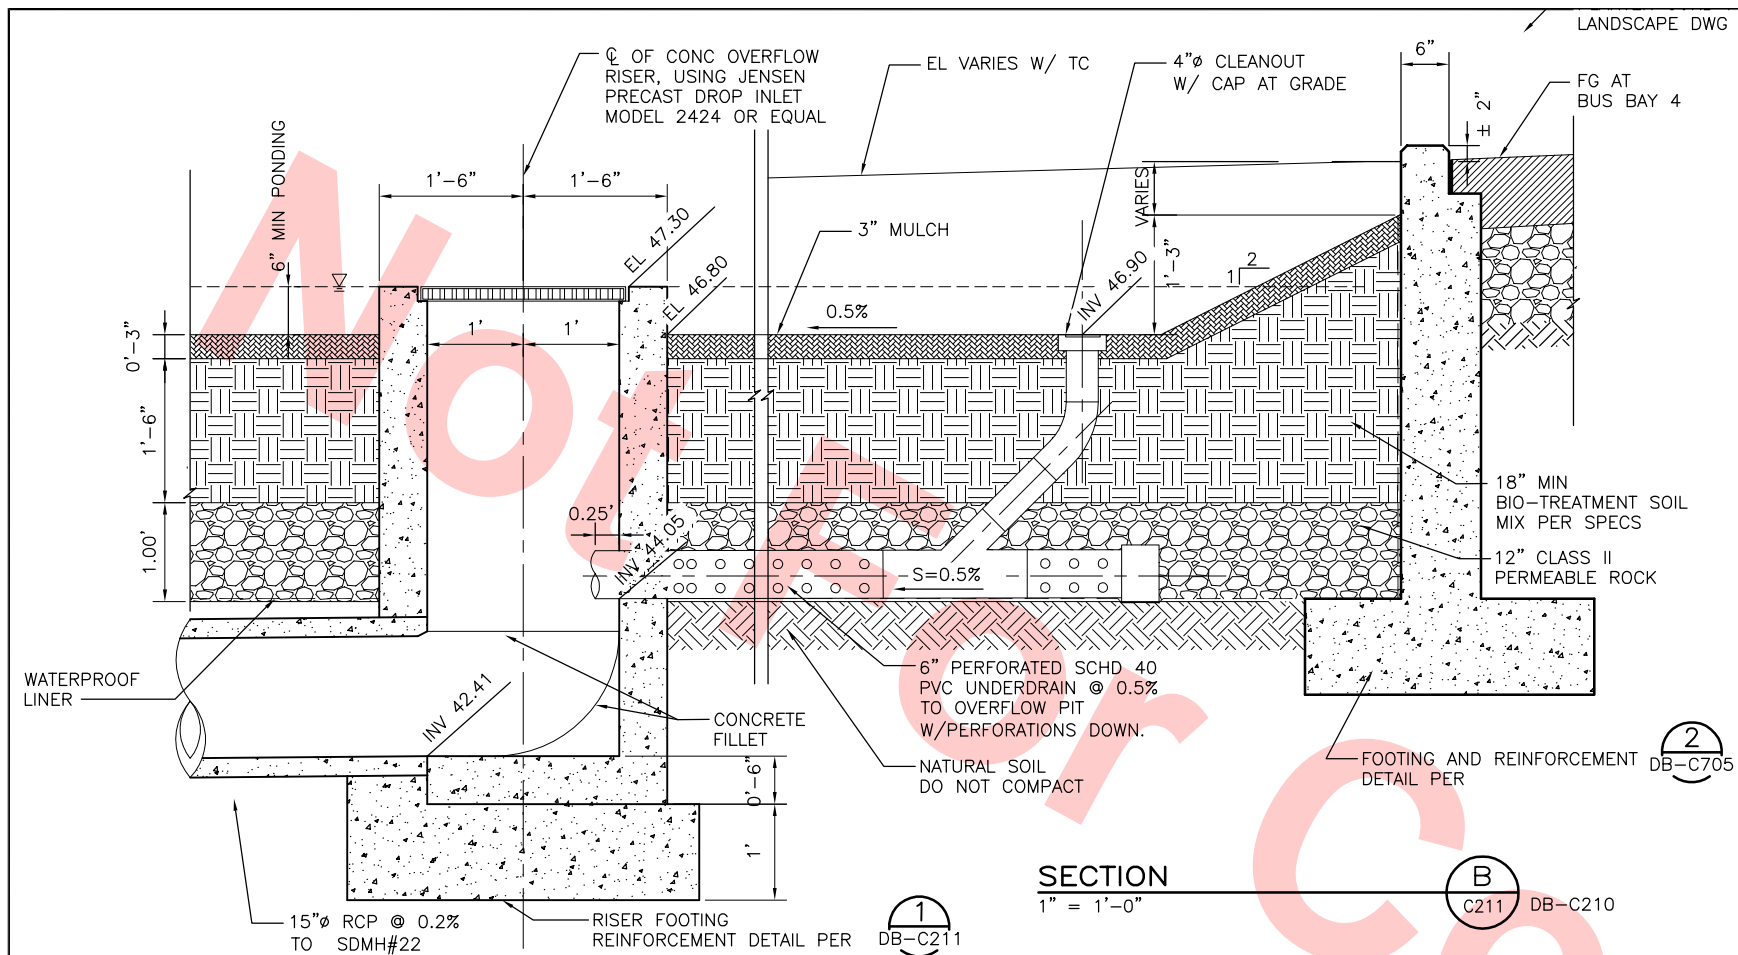 LANDSCAPE DWG
6"
FG AT
BUS BAY 4
± 2"
℄ OF CONC OVERFLOW
RISER, USING JENSEN
PRECAST DROP INLET
MODEL 2424 OR EQUAL
EL VARIES W/ TC
4"ø CLEANOUT
W/ CAP AT GRADE
6" MIN PONDING
1'-6"
1'-6"
EL 47.30
EL 46.80
3" MULCH
VARIES
1'-3"
INV 46.90
1
2
0.5%
1'
1'
0'-3"
1'-6"
1.00'
0.25'
INV 44.05
S=0.5%
18" MIN
BIO-TREATMENT SOIL
MIX PER SPECS
12" CLASS II
PERMEABLE ROCK
WATERPROOF
LINER
INV 42.41
CONCRETE
FILLET
6" PERFORATED SCHD 40
PVC UNDERDRAIN @ 0.5%
TO OVERFLOW PIT
W/PERFORATIONS DOWN.
NATURAL SOIL
DO NOT COMPACT
0'-6"
1'
FOOTING AND REINFORCEMENT
DETAIL PER
2
DB-C705
15"ø RCP @ 0.2%
TO SDMH#22
RISER FOOTING
REINFORCEMENT DETAIL PER
1
DB-C211
SECTION
1" = 1'-0"
B
C211
DB-C210
Not For Co